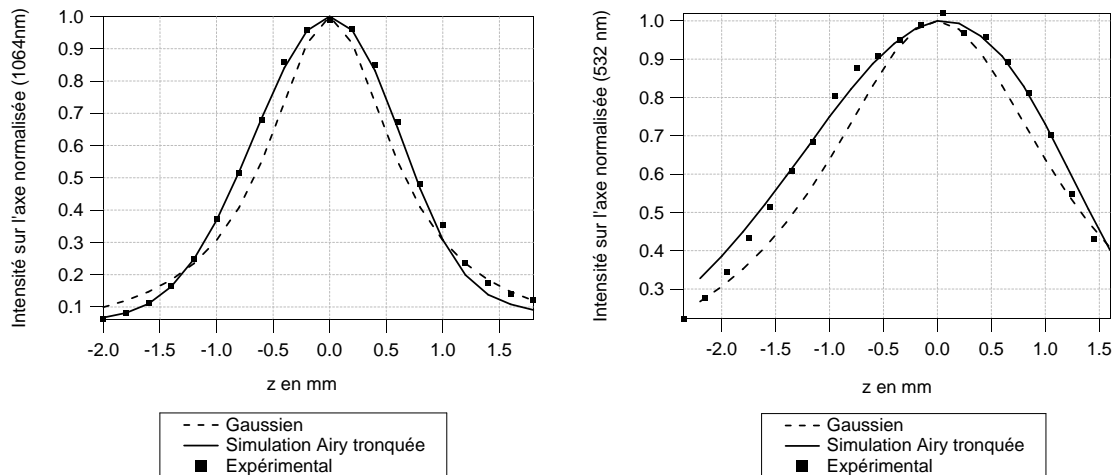 Intensité sur l'axe normalisée (1064nm)
1.0
0.9
0.8
0.7
0.6
0.5
0.4
0.3
0.2
0.1
-2.0 -1.5 -1.0 -0.5 0.0 0.5 1.0 1.5
z en mm
Gaussien
Simulation Airy tronquée
Expérimental
Intensité sur l'axe normalisée (532 nm)
1.0
0.9
0.8
0.7
0.6
0.5
0.4
0.3
-2.0 -1.5 -1.0 -0.5 0.0 0.5 1.0 1.5
z en mm
Gaussien
Simulation Airy tronquée
Expérimental